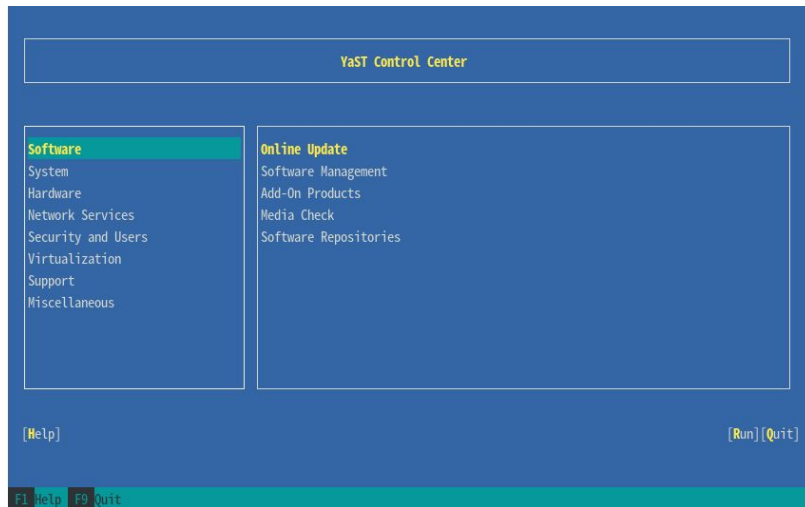 YaST Control Center
Software
System
Hardware
Network Services
Security and Users
Virtualization
Support
Miscellaneous
Online Update
Software Management
Add-On Products
Media Check
Software Repositories
[Help] [Run][Quit]
F1 Help F9 Quit